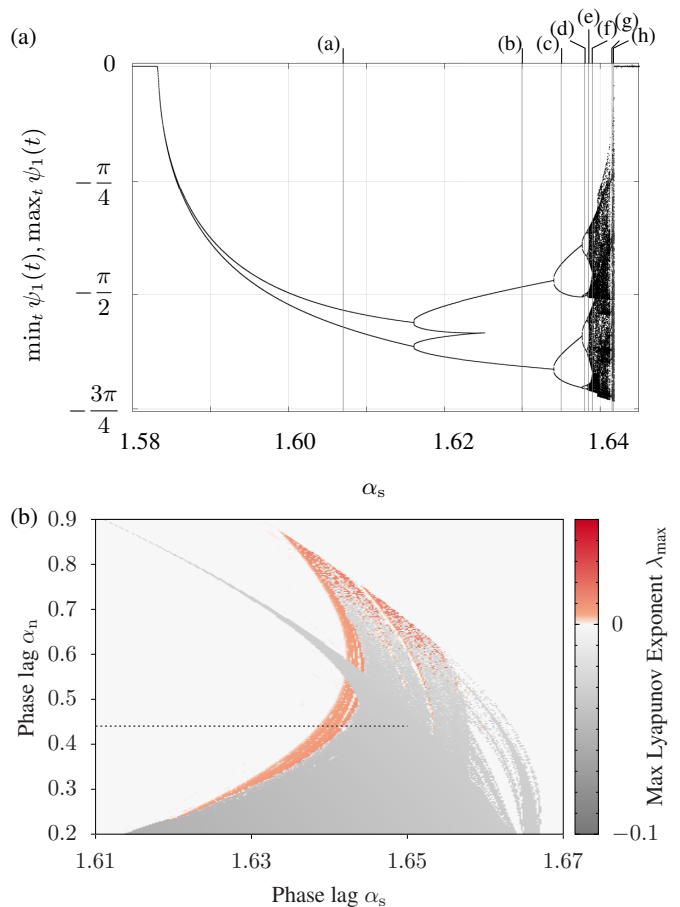 (a)
(a) (b) (c) (d) (e) (f) (g) (h)
0
−π/4
−π/2
−3π/4
min_t ψ_1(t), max_t ψ_1(t)
1.58 1.60 1.62 1.64
α_s
(b)
0.9
0.8
0.7
0.6
0.5
0.4
0.3
0.2
Phase lag α_n
1.61 1.63 1.65 1.67
Phase lag α_s
0
−0.1
Max Lyapunov Exponent λ_max